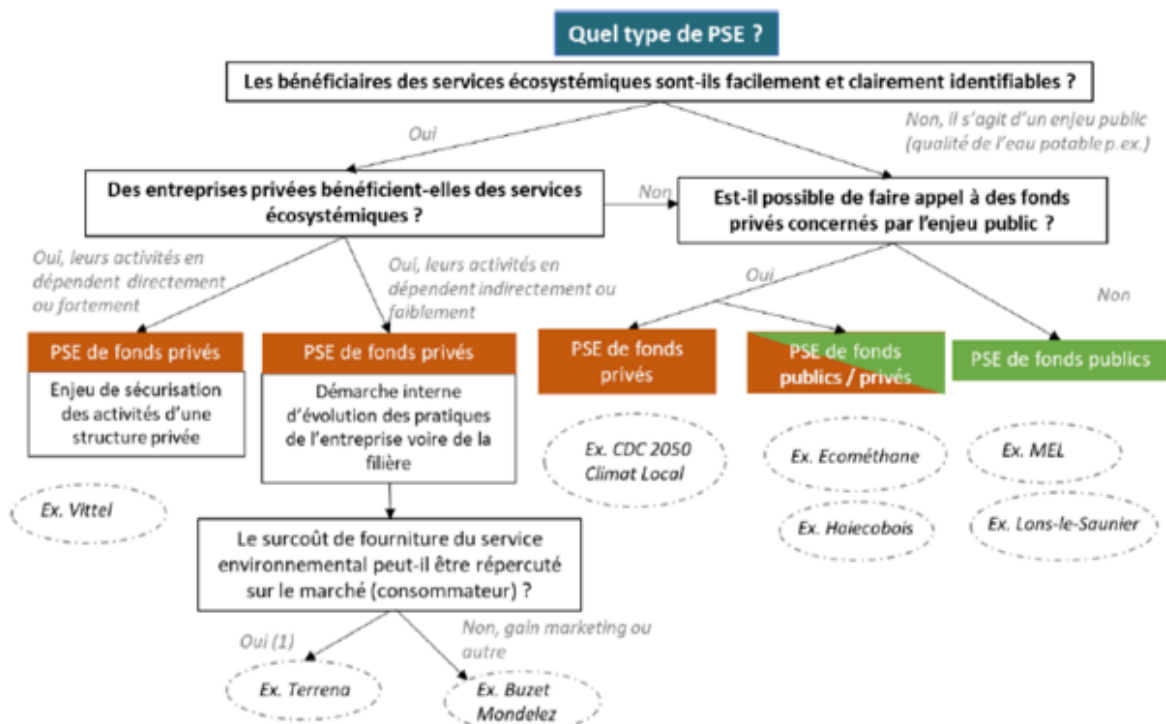 Quel type de PSE ?
Les bénéficiaires des services écosystémiques sont-ils facilement et clairement identifiables ?
Oui
Non, il s'agit d'un enjeu public
(qualité de l'eau potable p.ex.)
Des entreprises privées bénéficient-elles des services
écosystémiques ?
Non
Est-il possible de faire appel à des fonds
privés concernés par l'enjeu public ?
Oui, leurs activités en
dépendent directement
ou fortement
Oui, leurs activités en
dépendent indirectement ou
faiblement
Oui
Non
PSE de fonds privés
Enjeu de sécurisation
des activités d'une
structure privée
PSE de fonds privés
Démarche interne
d'évolution des pratiques
de l'entreprise voire de la
filière
PSE de fonds
privés
PSE de fonds
publics / privés
PSE de fonds publics
Ex. Vittel
Ex. CDC 2050
Climat Local
Ex. Ecométhane
Ex. MEL
Ex. Haiecobois
Ex. Lons-le-Saunier
Le surcoût de fourniture du service
environnemental peut-il être répercuté
sur le marché (consommateur) ?
Oui (1)
Non, gain marketing ou
autre
Ex. Terrena
Ex. Buzet
Mondelez